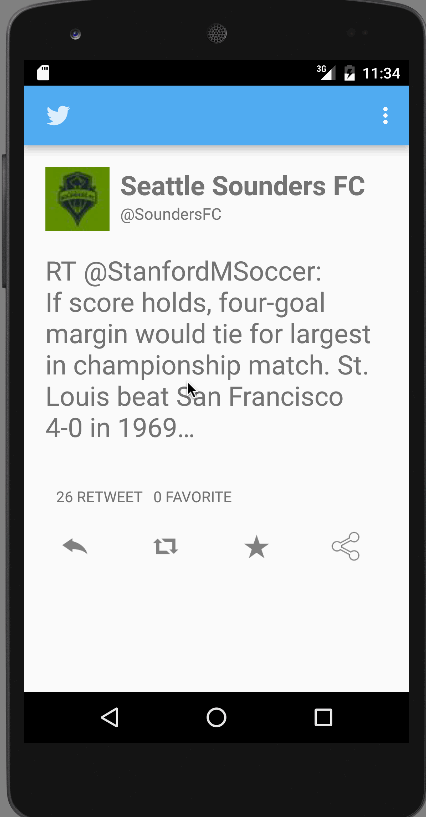 3G 11:34
Seattle Sounders FC
@SoundersFC
RT @StanfordMSoccer:
If score holds, four-goal
margin would tie for largest
in championship match. St.
Louis beat San Francisco
4-0 in 1969…
26 RETWEET 0 FAVORITE